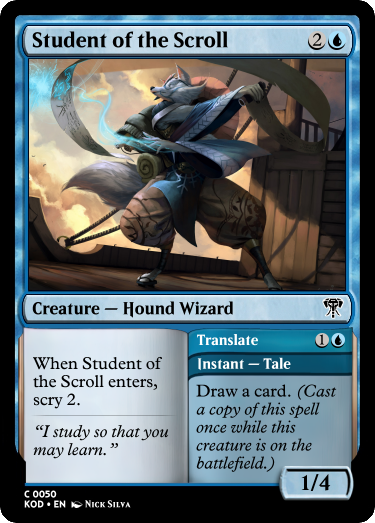 Student of the Scroll
2U
Creature — Hound Wizard
When Student of
the Scroll enters,
scry 2.
“I study so that you
may learn.”
Translate
1U
Instant — Tale
Draw a card. (Cast
a copy of this spell
once while this
creature is on the
battlefield.)
1/4
C 0050
KOD • EN Nick Silva